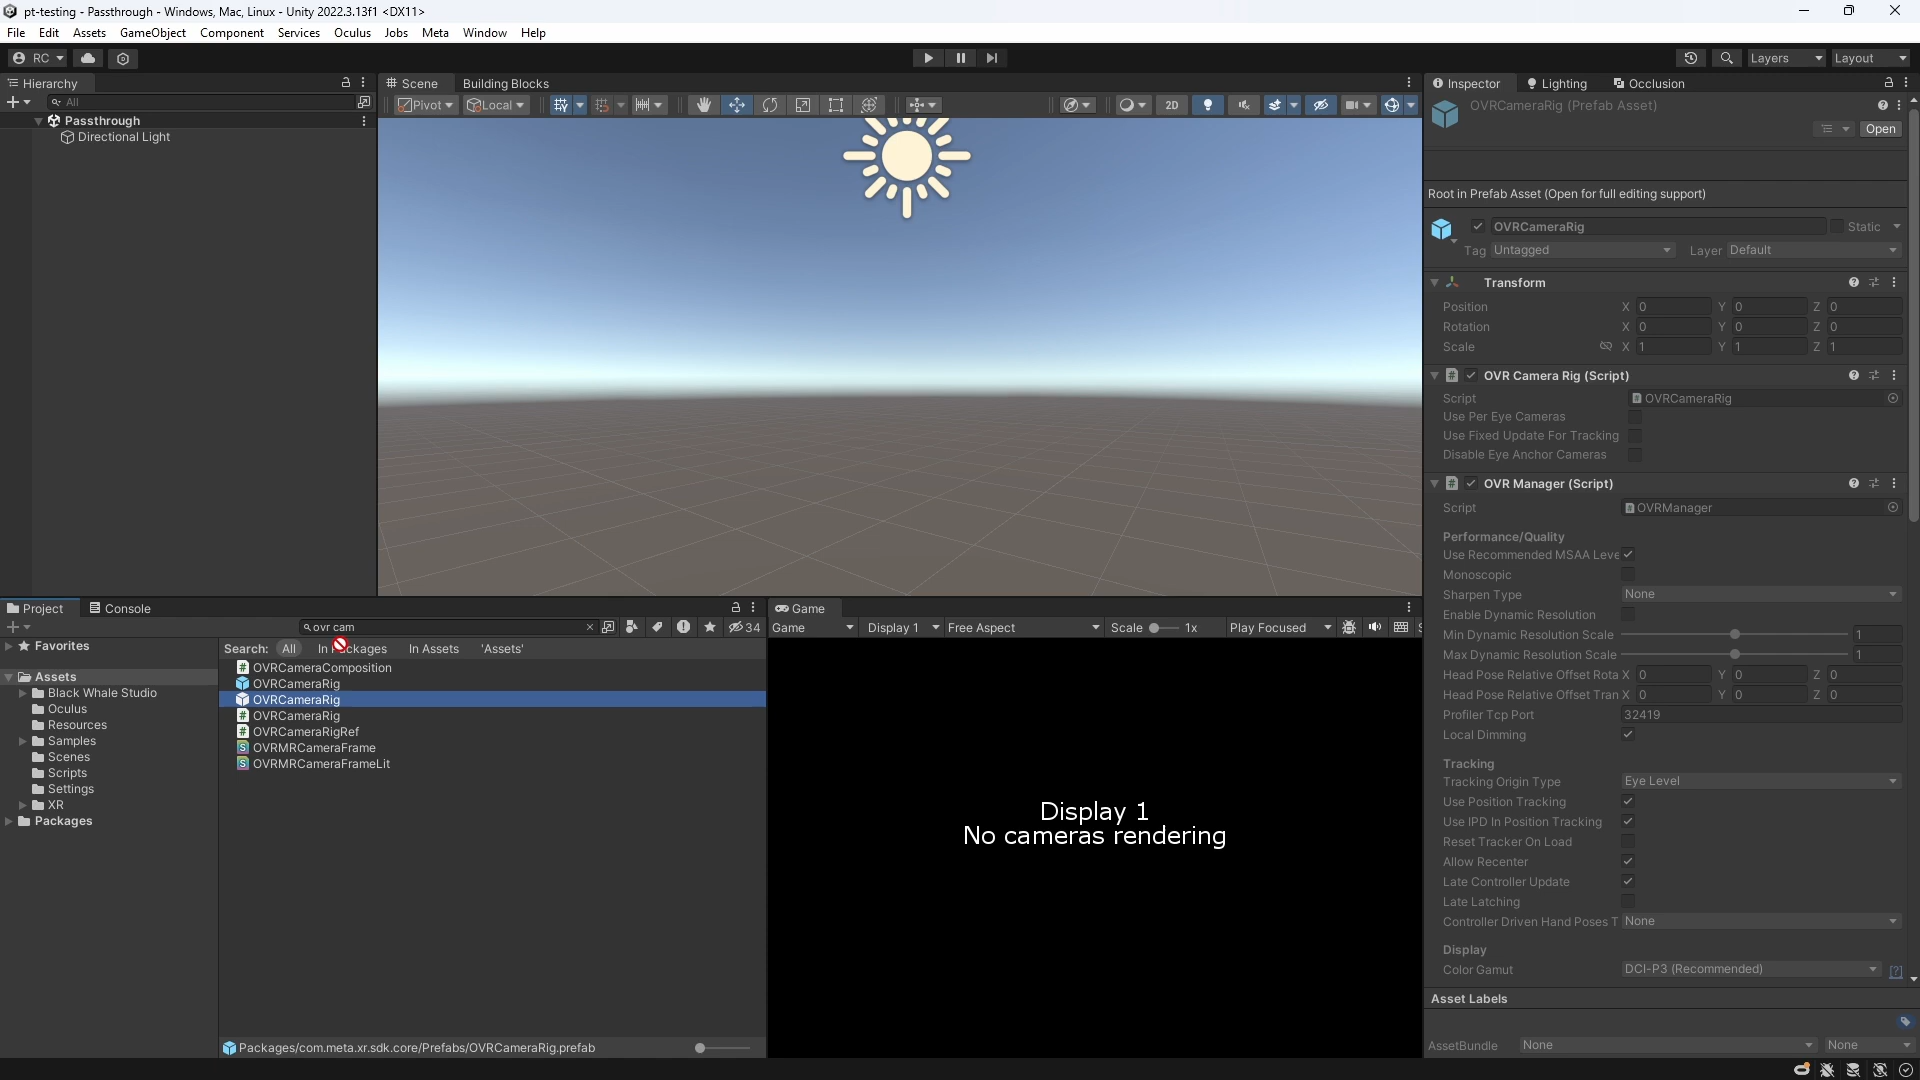 pt-testing - Passthrough - Windows, Mac, Linux - Unity 2022.3.13f1 <DX11>
File Edit Assets GameObject Component Services Oculus Jobs Meta Window Help
RC Layers Layout
Hierarchy
All
Passthrough
Directional Light
Scene Building Blocks
Pivot Local 2D
Project Console
ovr cam 34
Favorites
Assets
Black Whale Studio
Oculus
Resources
Samples
Scenes
Scripts
Settings
XR
Packages
Search: All In Packages In Assets 'Assets'
OVRCameraComposition
OVRCameraRig
OVRCameraRig
OVRCameraRig
OVRCameraRigRef
OVRMRCameraFrame
OVRMRCameraFrameLit
Packages/com.meta.xr.sdk.core/Prefabs/OVRCameraRig.prefab
Game
Game Display 1 Free Aspect Scale 1x Play Focused S
Display 1
No cameras rendering
Inspector Lighting Occlusion
OVRCameraRig (Prefab Asset)
Open
Root in Prefab Asset (Open for full editing support)
OVRCameraRig Static
Tag Untagged Layer Default
Transform
Position X 0 Y 0 Z 0
Rotation X 0 Y 0 Z 0
Scale X 1 Y 1 Z 1
OVR Camera Rig (Script)
Script OVRCameraRig
Use Per Eye Cameras
Use Fixed Update For Tracking
Disable Eye Anchor Cameras
OVR Manager (Script)
Script OVRManager
Performance/Quality
Use Recommended MSAA Leve
Monoscopic
Sharpen Type None
Enable Dynamic Resolution
Min Dynamic Resolution Scale 1
Max Dynamic Resolution Scale 1
Head Pose Relative Offset Rota X 0 Y 0 Z 0
Head Pose Relative Offset Tran X 0 Y 0 Z 0
Profiler Tcp Port 32419
Local Dimming
Tracking
Tracking Origin Type Eye Level
Use Position Tracking
Use IPD In Position Tracking
Reset Tracker On Load
Allow Recenter
Late Controller Update
Late Latching
Controller Driven Hand Poses T None
Display
Color Gamut DCI-P3 (Recommended) [?]
Asset Labels
AssetBundle None None